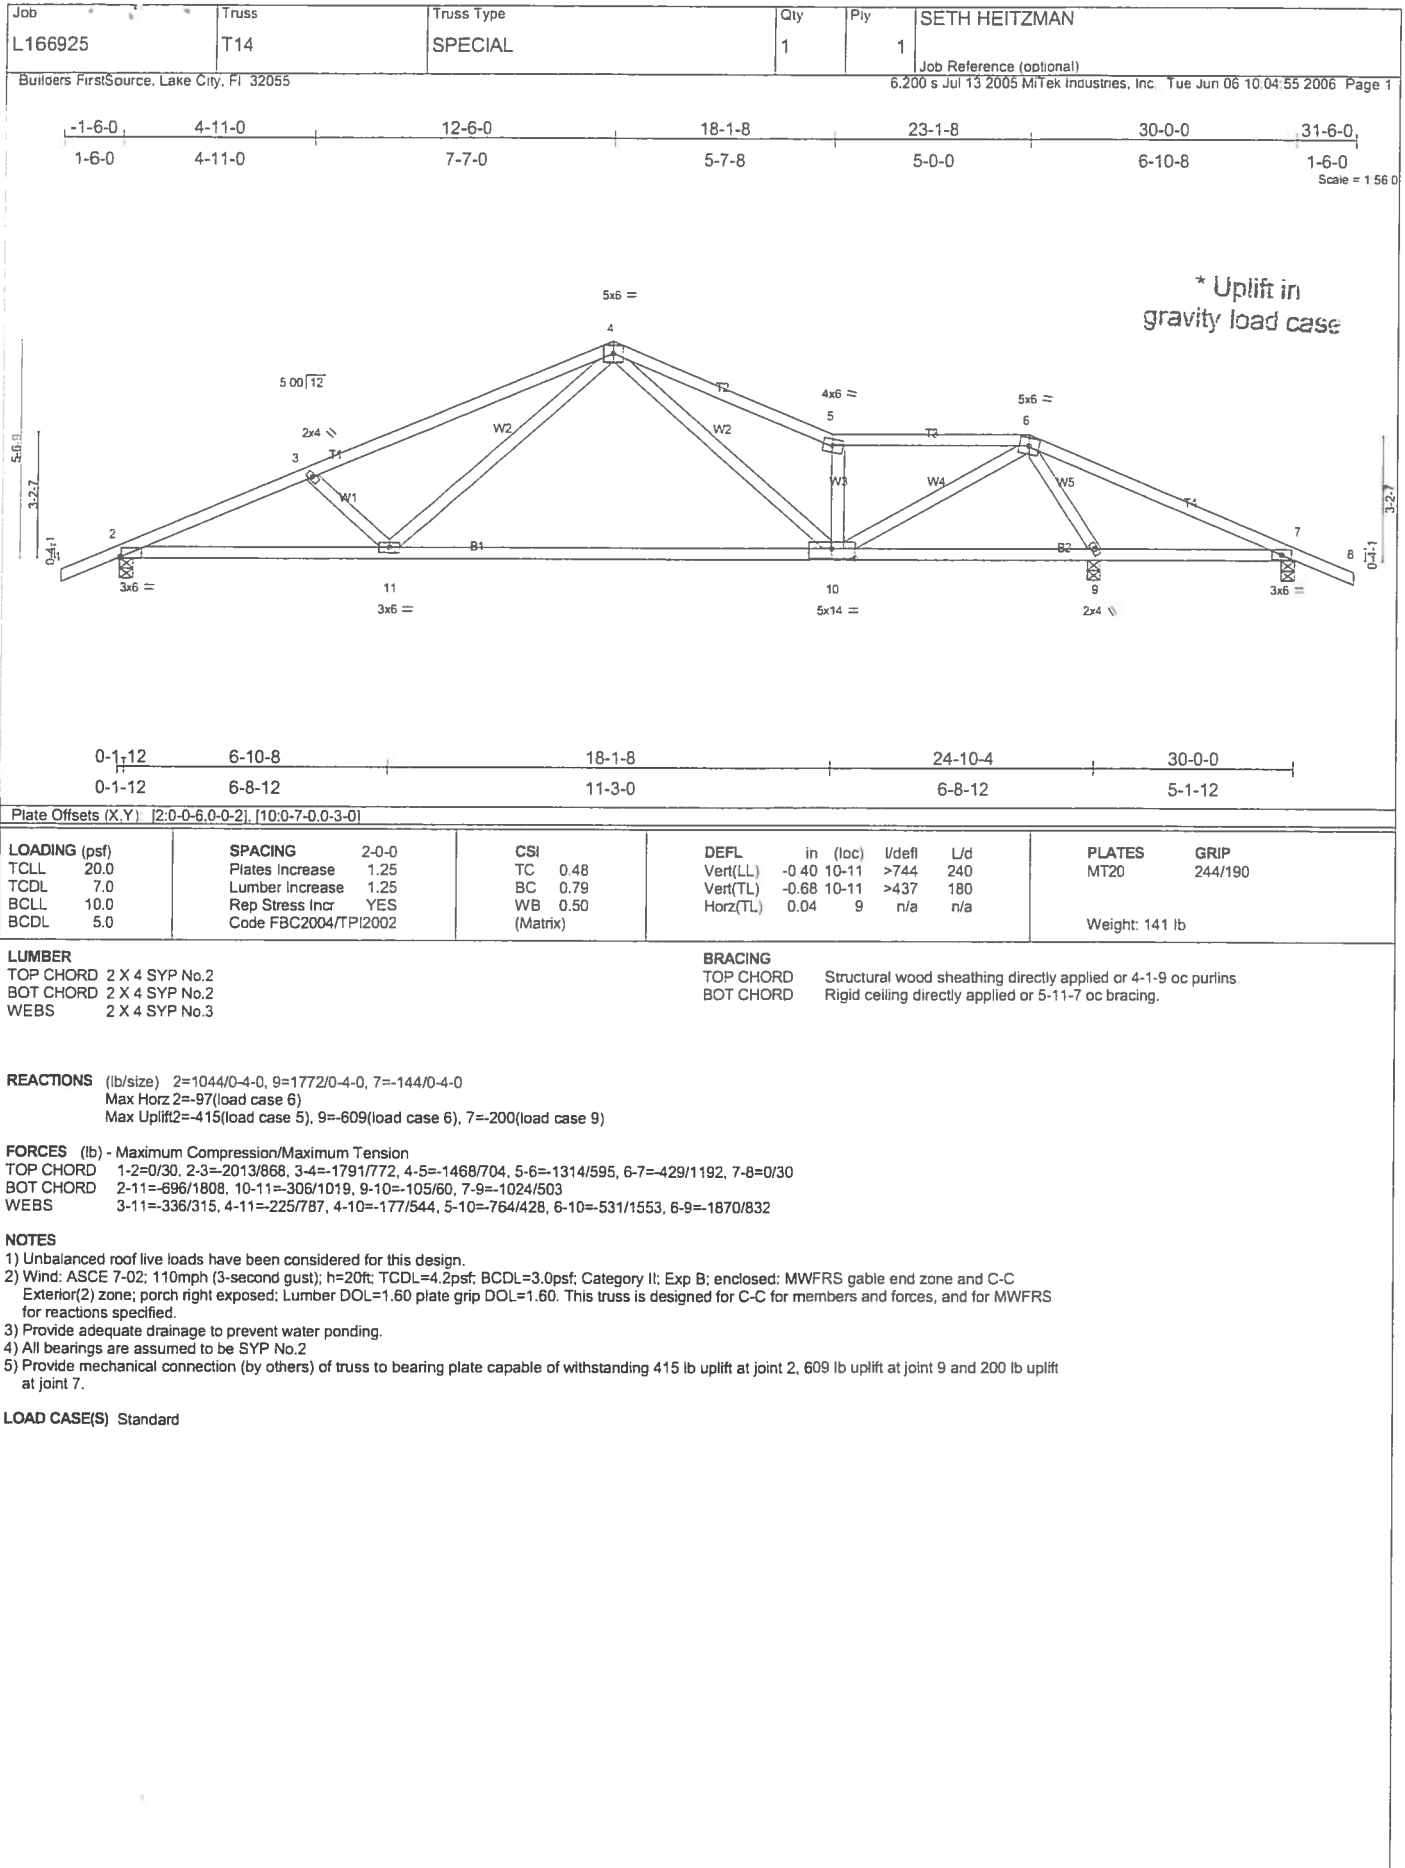 Job Truss Truss Type Qty Ply SETH HEITZMAN
L166925 T14 SPECIAL 1 1
Job Reference (optional)
Builders FirstSource, Lake City, Fl 32055 6.200 s Jul 13 2005 MiTek Industries, Inc. Tue Jun 06 10:04:55 2006 Page 1
-1-6-0 4-11-0 12-6-0 18-1-8 23-1-8 30-0-0 31-6-0
1-6-0 4-11-0 7-7-0 5-7-8 5-0-0 6-10-8 1-6-0
Scale = 1:56.0
* Uplift in
gravity load case
5x6 =
4
5.00 12
4x6 =
5
5x6 =
6
2x4 \\
3
T1
W1
W2
W2
T2
T3
W3
W4
W5
T4
5-6-9
3-2-7
0-4-1
3-2-7
0-4-1
1
2
7
8
B1
B2
3x6 =
11
3x6 =
10
5x14 =
9
2x4 \\
3x6 =
0-1-12 6-10-8 18-1-8 24-10-4 30-0-0
0-1-12 6-8-12 11-3-0 6-8-12 5-1-12
Plate Offsets (X,Y): [2:0-0-6,0-0-2], [10:0-7-0,0-3-0]
LOADING (psf) SPACING 2-0-0 CSI DEFL in (loc) l/defl L/d PLATES GRIP
TCLL 20.0 Plates Increase 1.25 TC 0.48 Vert(LL) -0.40 10-11 >744 240 MT20 244/190
TCDL 7.0 Lumber Increase 1.25 BC 0.79 Vert(TL) -0.68 10-11 >437 180
BCLL 10.0 Rep Stress Incr YES WB 0.50 Horz(TL) 0.04 9 n/a n/a
BCDL 5.0 Code FBC2004/TPI2002 (Matrix) Weight: 141 lb
LUMBER
TOP CHORD 2 X 4 SYP No.2
BOT CHORD 2 X 4 SYP No.2
WEBS 2 X 4 SYP No.3
BRACING
TOP CHORD Structural wood sheathing directly applied or 4-1-9 oc purlins.
BOT CHORD Rigid ceiling directly applied or 5-11-7 oc bracing.
REACTIONS (lb/size) 2=1044/0-4-0, 9=1772/0-4-0, 7=-144/0-4-0
Max Horz 2=-97(load case 6)
Max Uplift2=-415(load case 5), 9=-609(load case 6), 7=-200(load case 9)
FORCES (lb) - Maximum Compression/Maximum Tension
TOP CHORD 1-2=0/30, 2-3=-2013/868, 3-4=-1791/772, 4-5=-1468/704, 5-6=-1314/595, 6-7=-429/1192, 7-8=0/30
BOT CHORD 2-11=-696/1808, 10-11=-306/1019, 9-10=-105/60, 7-9=-1024/503
WEBS 3-11=-336/315, 4-11=-225/787, 4-10=-177/544, 5-10=-764/428, 6-10=-531/1553, 6-9=-1870/832
NOTES
1) Unbalanced roof live loads have been considered for this design.
2) Wind: ASCE 7-02; 110mph (3-second gust); h=20ft; TCDL=4.2psf; BCDL=3.0psf; Category II; Exp B; enclosed; MWFRS gable end zone and C-C
Exterior(2) zone; porch right exposed; Lumber DOL=1.60 plate grip DOL=1.60. This truss is designed for C-C for members and forces, and for MWFRS
for reactions specified.
3) Provide adequate drainage to prevent water ponding.
4) All bearings are assumed to be SYP No.2
5) Provide mechanical connection (by others) of truss to bearing plate capable of withstanding 415 lb uplift at joint 2, 609 lb uplift at joint 9 and 200 lb uplift
at joint 7.
LOAD CASE(S) Standard